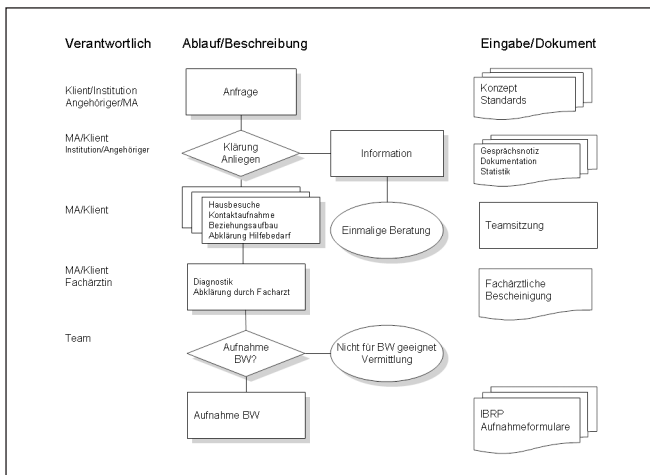 Verantwortlich
Ablauf/Beschreibung
Eingabe/Dokument
Klient/Institution
Angehöriger/MA
Anfrage
Konzept
Standards
MA/Klient
Institution/Angehöriger
Klärung
Anliegen
Information
Gesprächsnotiz
Dokumentation
Statistik
MA/Klient
Hausbesuche
Kontaktaufnahme
Beziehungsaufbau
Abklärung Hilfebedarf
Einmalige Beratung
Teamsitzung
MA/Klient
Fachärztin
Diagnostik
Abklärung durch Facharzt
Fachärztliche
Bescheinigung
Team
Aufnahme
BW?
Nicht für BW geeignet
Vermittlung
Aufnahme BW
IBRP
Aufnahmeformulare